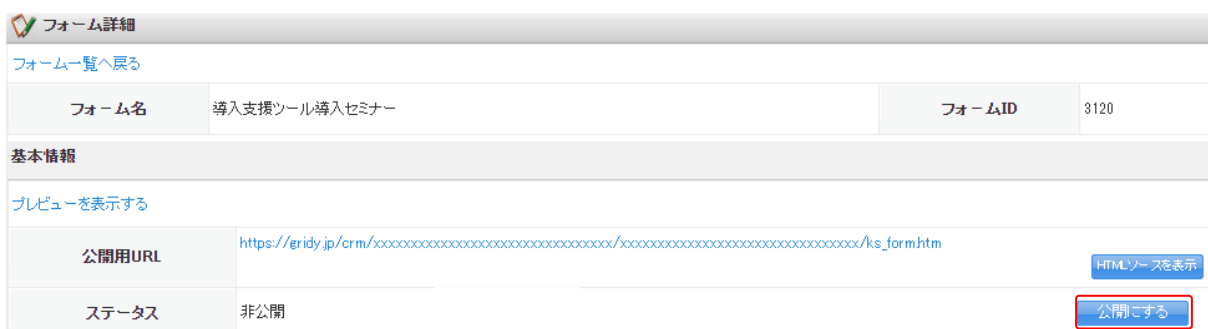 フォーム詳細
フォーム一覧へ戻る
フォーム名 導入支援ツール導入セミナー フォームID 3120
基本情報
プレビューを表示する
公開用URL https://gridy.jp/crm/xxxxxxxxxxxxxxxxxxxxxxxxxxxxxxxx/xxxxxxxxxxxxxxxxxxxxxxxxxxxxxxxx/ks_form.htm
HTMLソースを表示
ステータス 非公開 公開にする